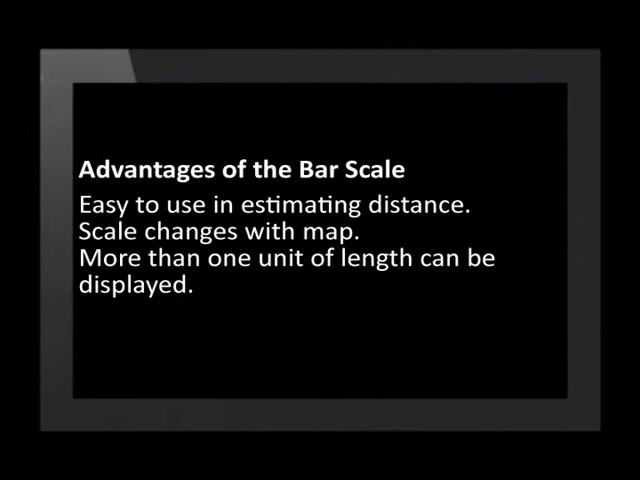 Advantages of the Bar Scale
Easy to use in estimating distance.
Scale changes with map.
More than one unit of length can be
displayed.